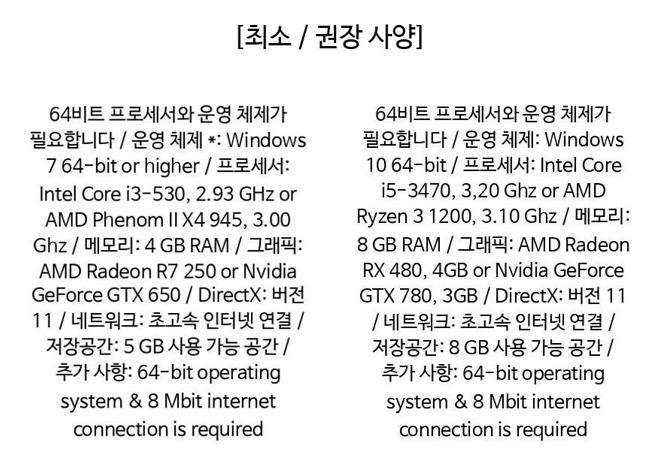 [최소 / 권장 사양]
64비트 프로세서와 운영 체제가
필요합니다 / 운영 체제 *: Windows
7 64-bit or higher / 프로세서:
Intel Core i3-530, 2.93 GHz or
AMD Phenom II X4 945, 3.00
Ghz / 메모리: 4 GB RAM / 그래픽:
AMD Radeon R7 250 or Nvidia
GeForce GTX 650 / DirectX: 버전
11 / 네트워크: 초고속 인터넷 연결 /
저장공간: 5 GB 사용 가능 공간 /
추가 사항: 64-bit operating
system & 8 Mbit internet
connection is required
64비트 프로세서와 운영 체제가
필요합니다 / 운영 체제: Windows
10 64-bit / 프로세서: Intel Core
i5-3470, 3,20 Ghz or AMD
Ryzen 3 1200, 3.10 Ghz / 메모리:
8 GB RAM / 그래픽: AMD Radeon
RX 480, 4GB or Nvidia GeForce
GTX 780, 3GB / DirectX: 버전 11
/ 네트워크: 초고속 인터넷 연결 /
저장공간: 8 GB 사용 가능 공간 /
추가 사항: 64-bit operating
system & 8 Mbit internet
connection is required